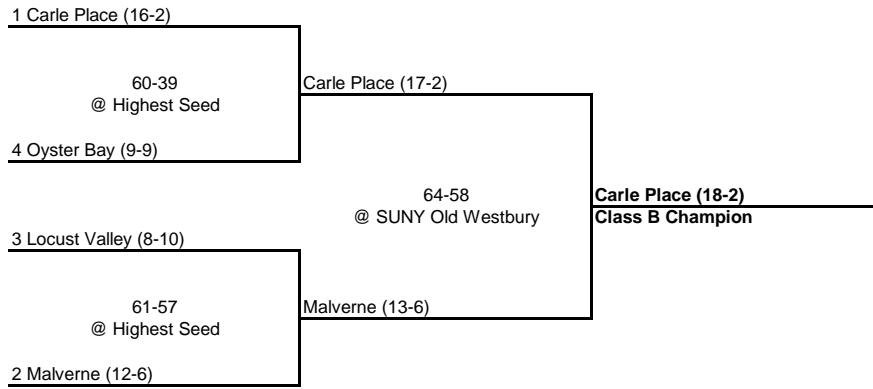 1 Carle Place (16-2)
60-39
@ Highest Seed
Carle Place (17-2)
4 Oyster Bay (9-9)
64-58
@ SUNY Old Westbury
Carle Place (18-2)
Class B Champion
3 Locust Valley (8-10)
61-57
@ Highest Seed
Malverne (13-6)
2 Malverne (12-6)